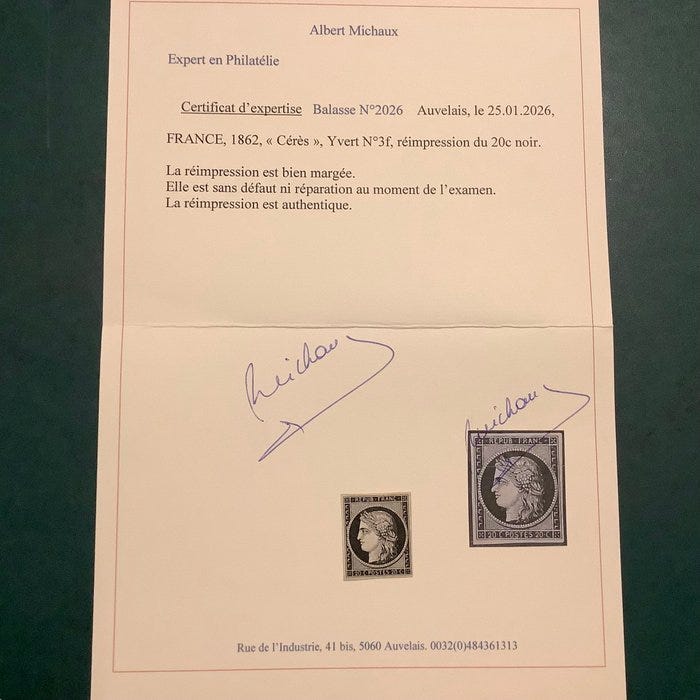 Albert Michaux
Expert en Philatélie
Certificat d'expertise Balasse N°2026 Auvelais, le 25.01.2026,
FRANCE, 1862, « Cérès », Yvert N°3f, réimpression du 20c noir.
La réimpression est bien margée.
Elle est sans défaut ni réparation au moment de l'examen.
La réimpression est authentique.
Michaux
Michaux
REPUB FRANC
20 C POSTES 20 C
REPUB FRANC
20 C POSTES 20 C
Rue de l'Industrie, 41 bis, 5060 Auvelais. 0032(0)484361313